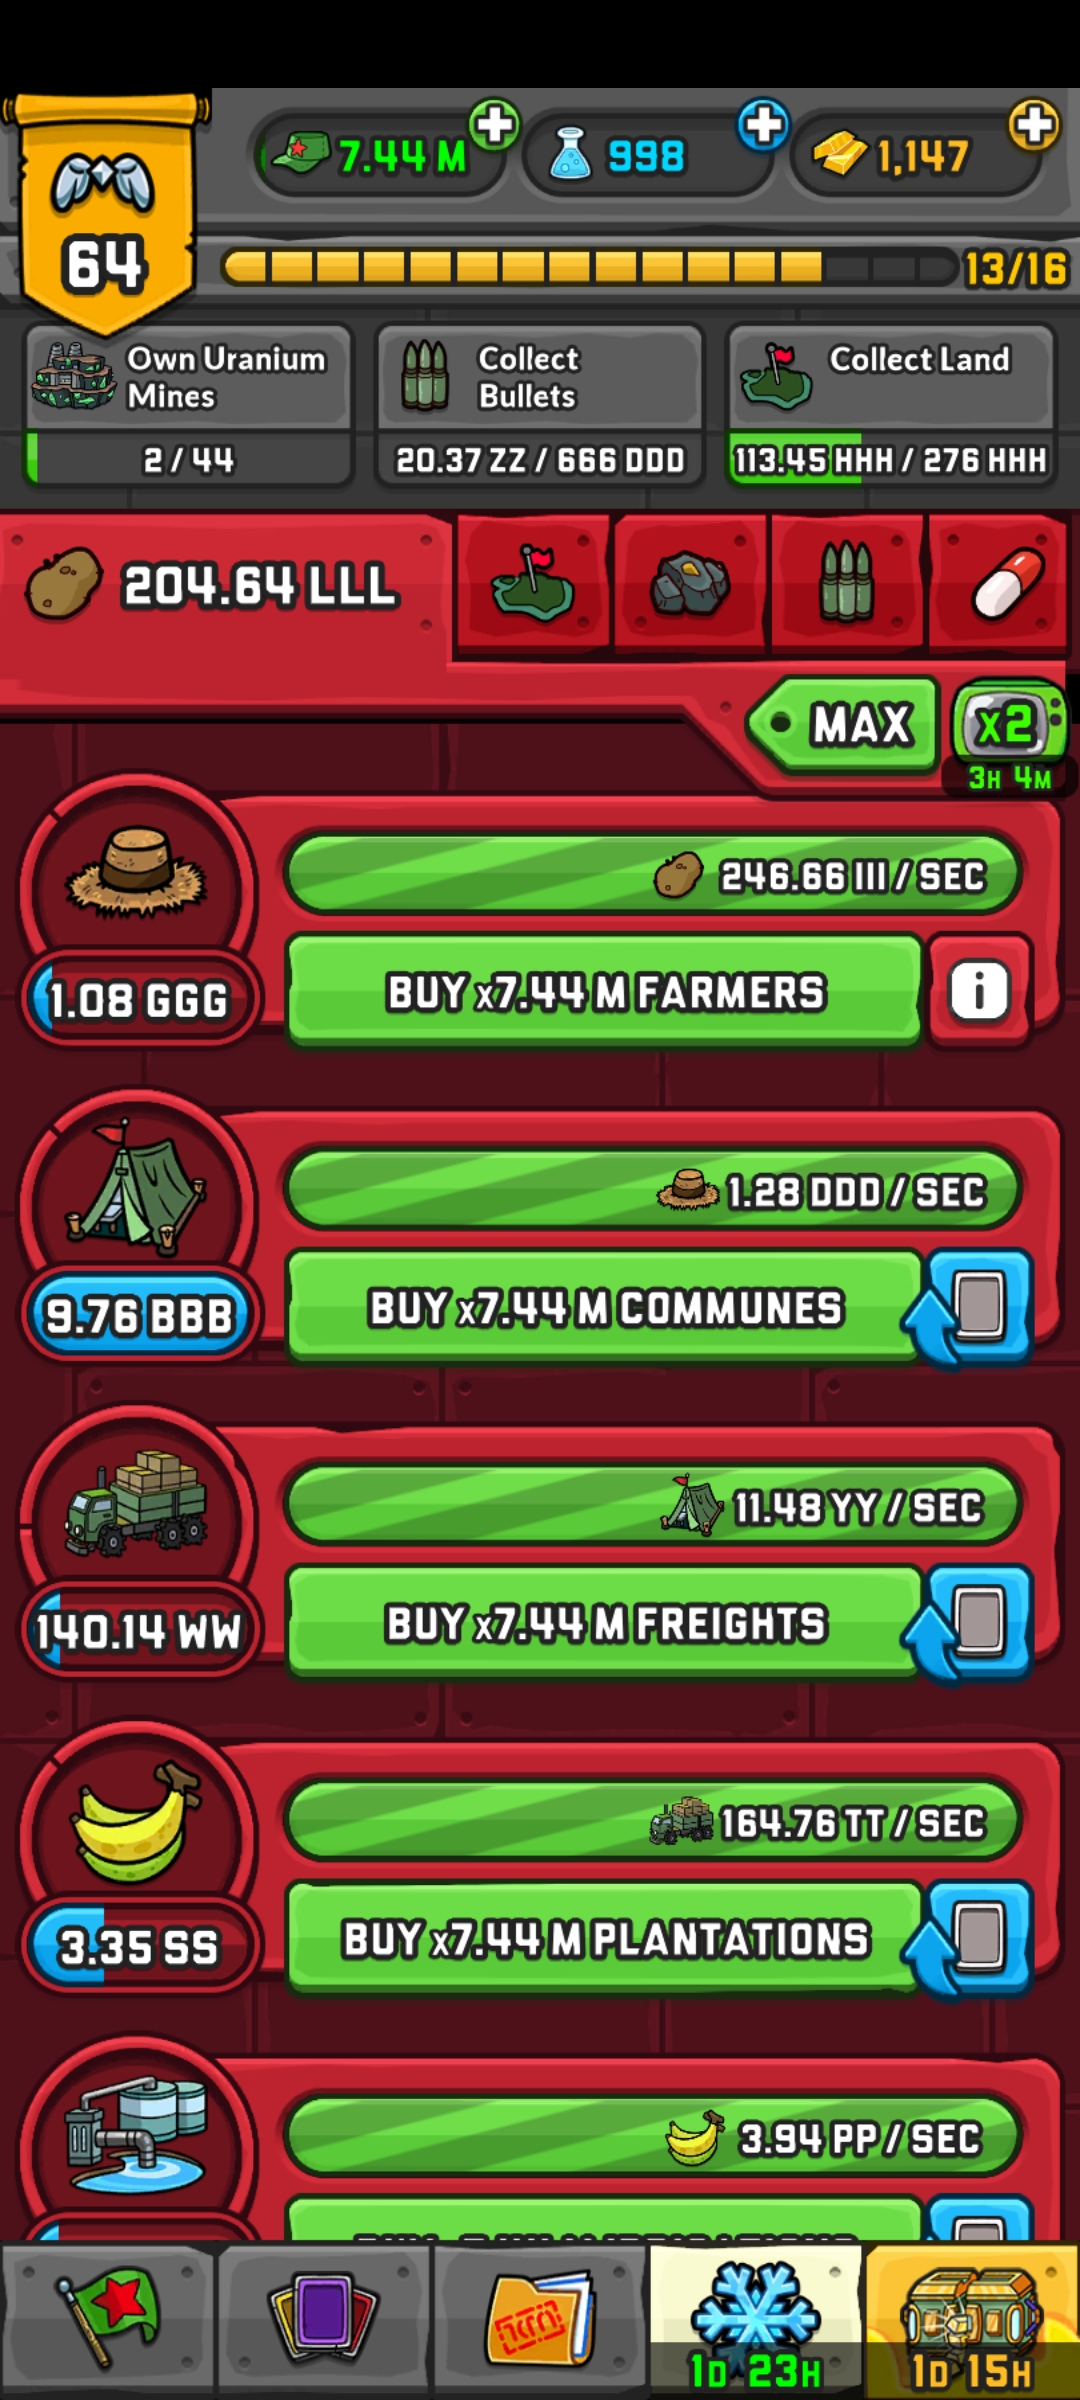 7.44 M
998
1,147
64
13/16
Own Uranium
Mines
2 / 44
Collect
Bullets
20.37 ZZ / 666 DDD
Collect Land
113.45 HHH / 276 HHH
204.64 LLL
MAX
x2
3H 4M
246.66 III / SEC
1.08 GGG
BUY x7.44 M FARMERS
i
1.28 DDD / SEC
9.76 BBB
BUY x7.44 M COMMUNES
11.48 YY / SEC
140.14 WW
BUY x7.44 M FREIGHTS
164.76 TT / SEC
3.35 SS
BUY x7.44 M PLANTATIONS
3.94 PP / SEC
1D 23H
1D 15H